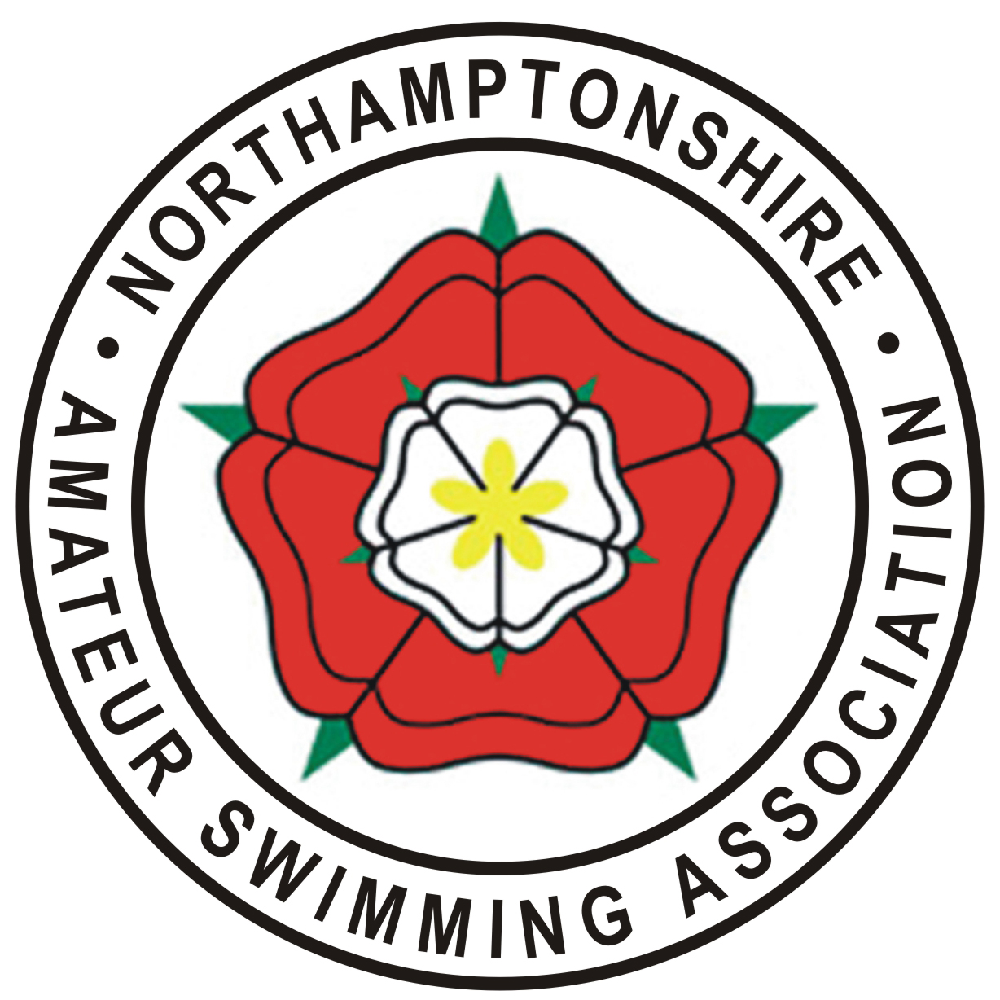 NORTHAMPTONSHIRE
AMATEUR SWIMMING ASSOCIATION